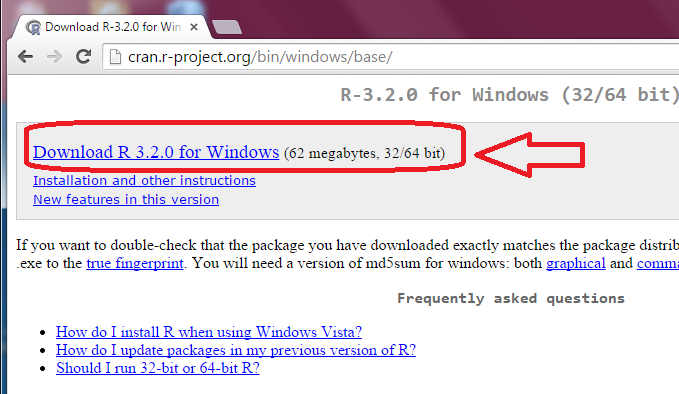 Download R-3.2.0 for Win
cran.r-project.org/bin/windows/base/
R-3.2.0 for Windows (32/64 bit)
Download R 3.2.0 for Windows (62 megabytes, 32/64 bit)
Installation and other instructions
New features in this version
If you want to double-check that the package you have downloaded exactly matches the package distrib
.exe to the true fingerprint. You will need a version of md5sum for windows: both graphical and comma
Frequently asked questions
• How do I install R when using Windows Vista?
• How do I update packages in my previous version of R?
• Should I run 32-bit or 64-bit R?